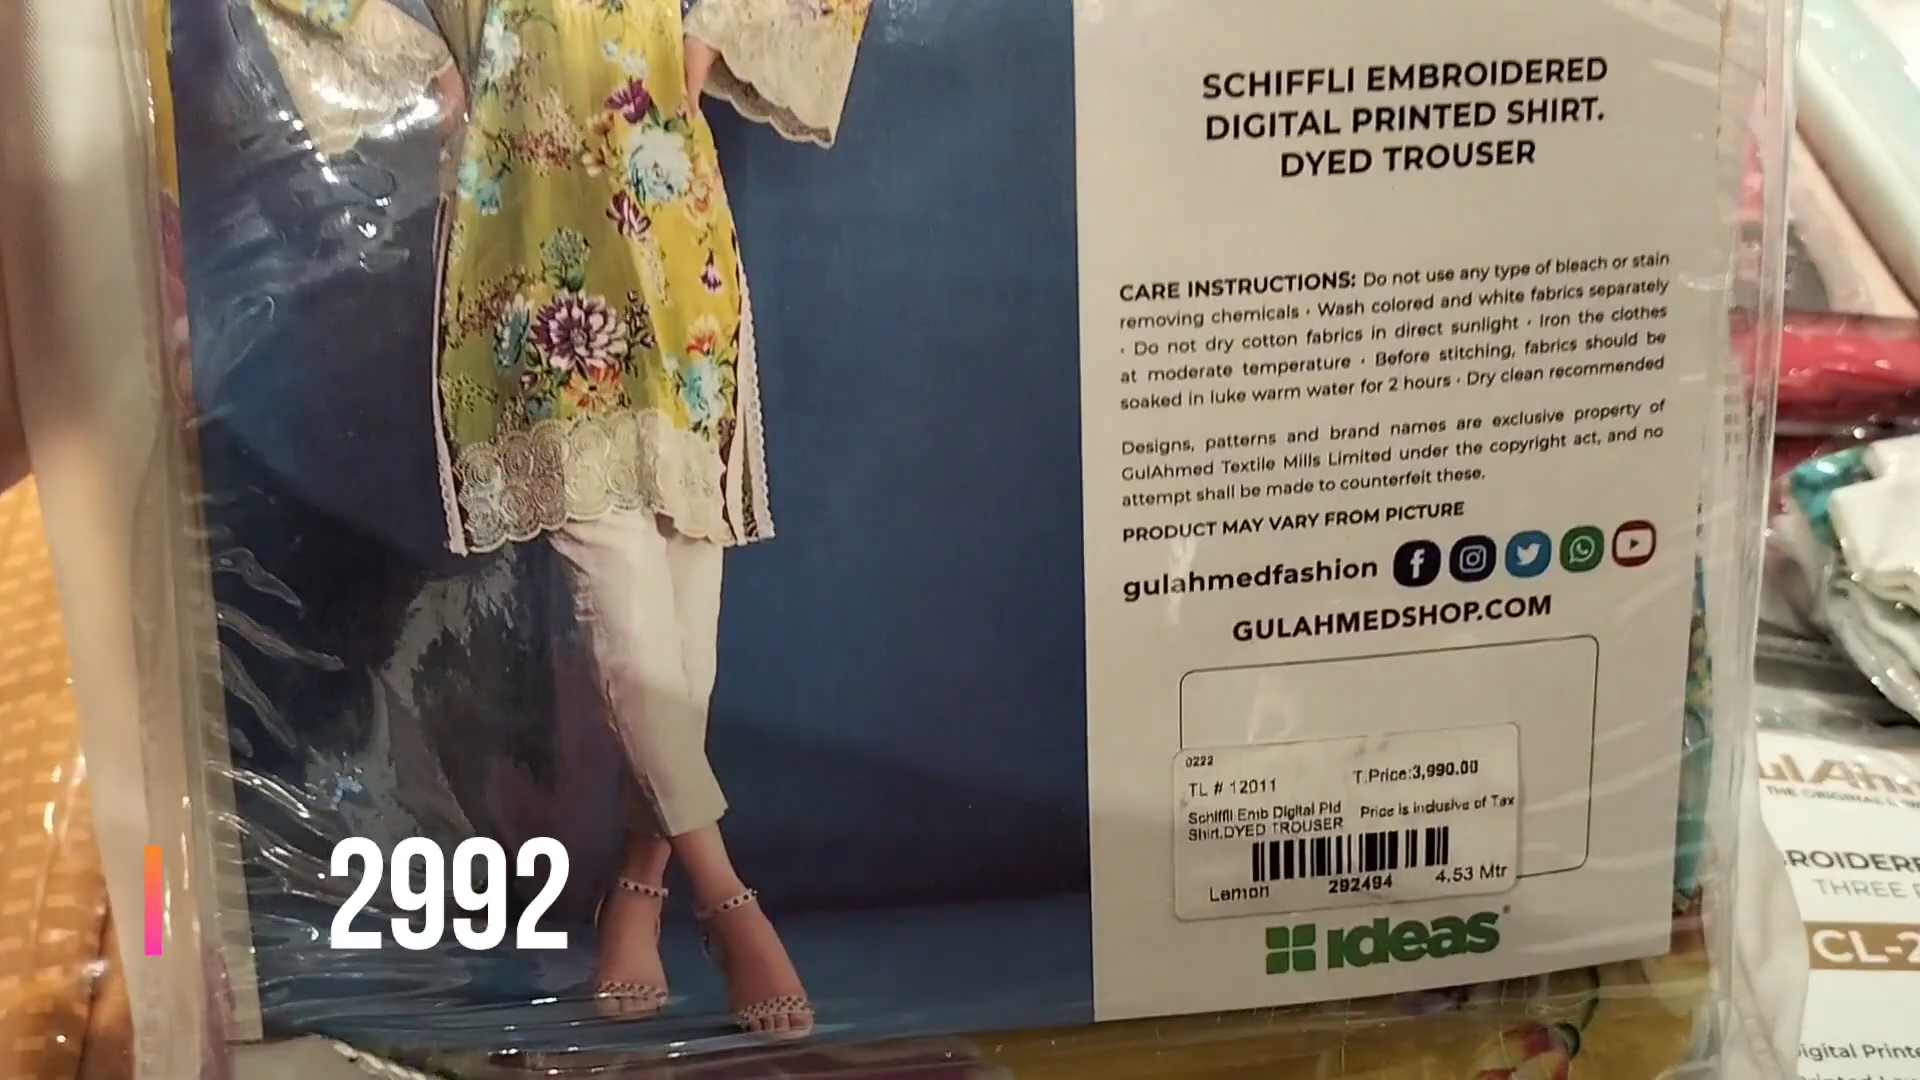 SCHIFFLI EMBROIDERED
DIGITAL PRINTED SHIRT.
DYED TROUSER
CARE INSTRUCTIONS: Do not use any type of bleach or stain
removing chemicals • Wash colored and white fabrics separately
• Do not dry cotton fabrics in direct sunlight • Iron the clothes
at moderate temperature • Before stitching, fabrics should be
soaked in luke warm water for 2 hours • Dry clean recommended
Designs, patterns and brand names are exclusive property of
GulAhmed Textile Mills Limited under the copyright act, and no
attempt shall be made to counterfeit these.
PRODUCT MAY VARY FROM PICTURE
gulahmedfashion
GULAHMEDSHOP.COM
0222
TL # 12011 T.Price:3,990.00
Schiffli Emb Digital Ptd Price is inclusive of Tax
Shirt.DYED TROUSER
Lemon 292494 4.53 Mtr
ideas
2992
THREE
CL-2